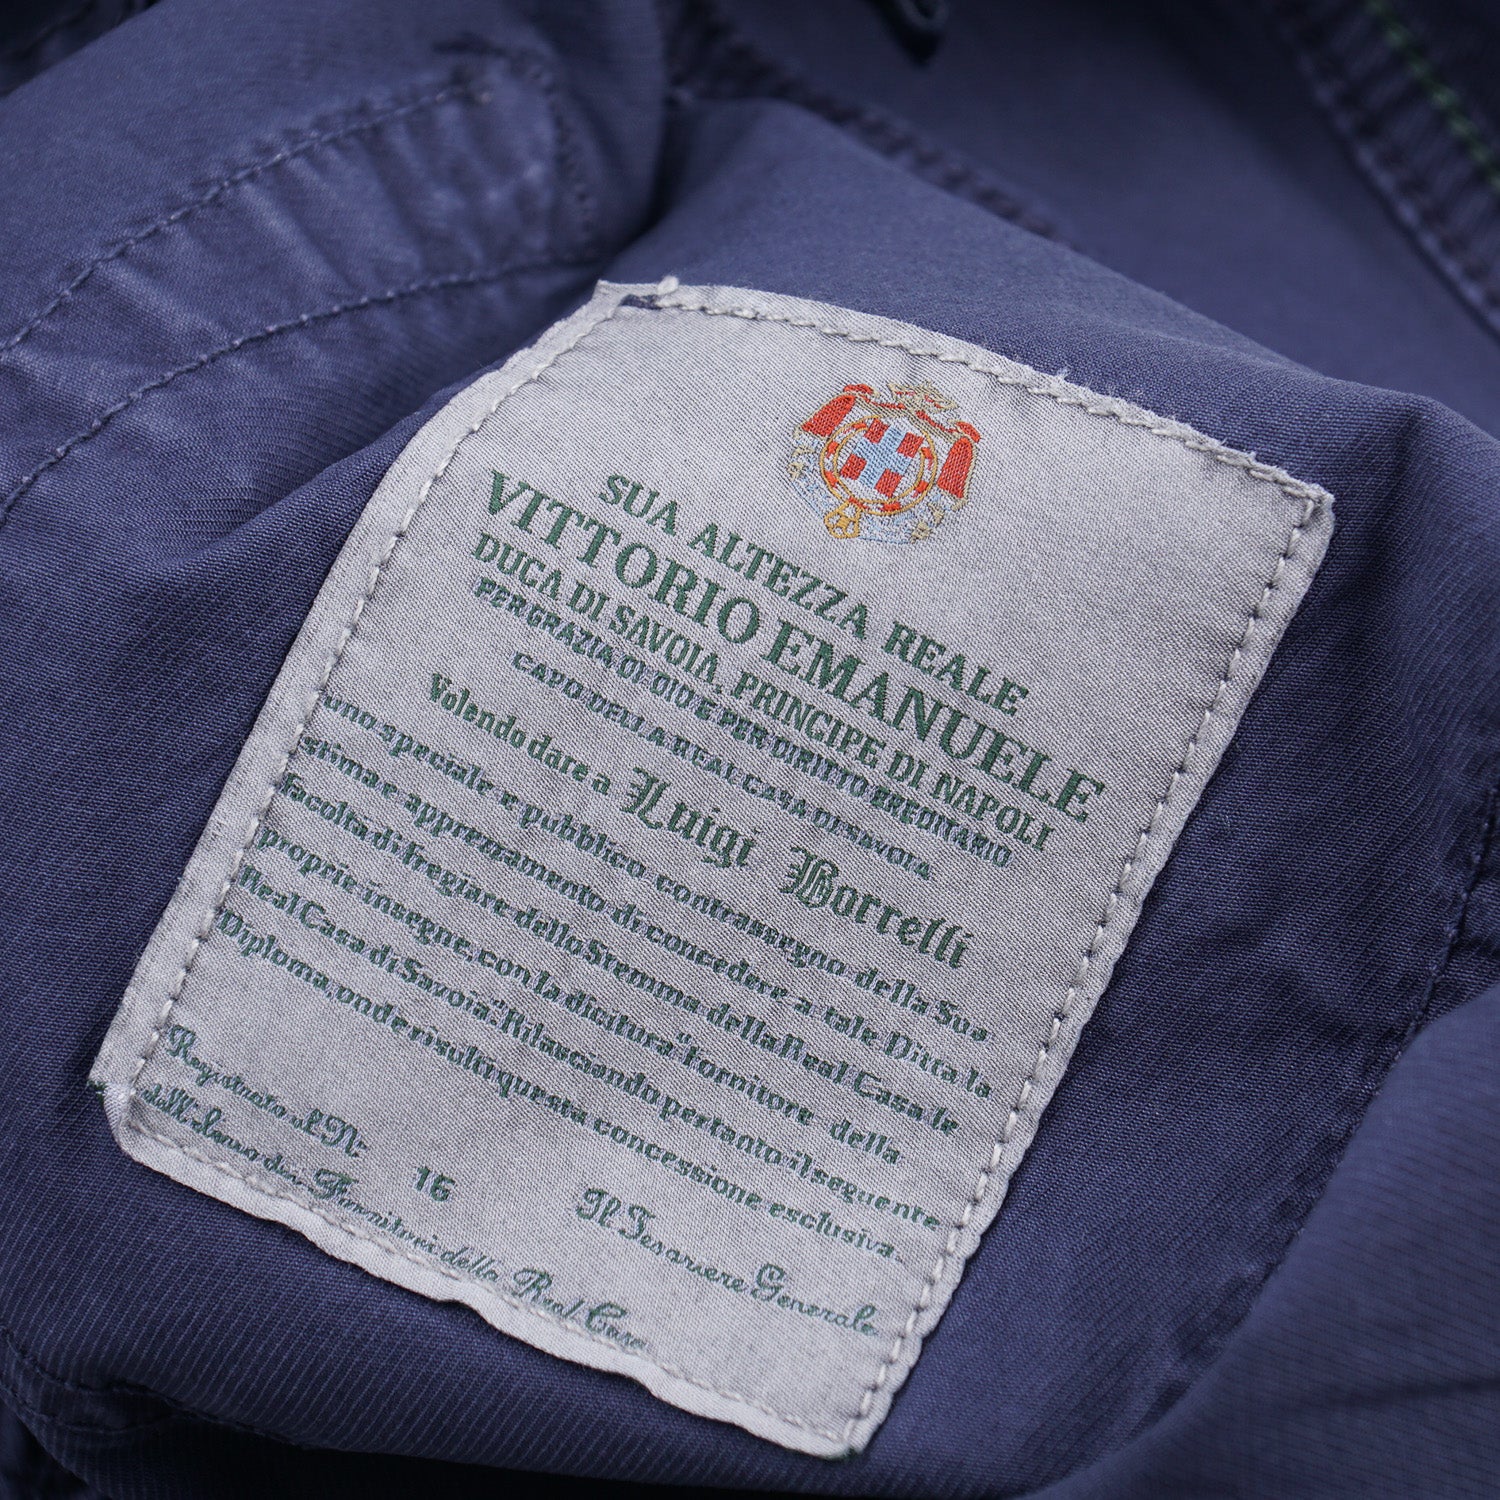 SUA ALTEZZA REALE
VITTORIO EMANUELE
DUCA DI SAVOIA, PRINCIPE DI NAPOLI
PER GRAZIA DI DIO E PER DIRITTO EREDITARIO
CAPO DELLA REAL CASA DI SAVOIA
Volendo dare a Luigi Borrelli
uno speciale e pubblico contrassegno della Sua
stima e apprezzamento di concedere a tale Ditta la
facolta di fregiare dello Stemma della Real Casa le
proprie insegne, con la dicitura "fornitore della
Real Casa di Savoia". Rilasciando pertanto il seguente
Diploma, onde risulti questa concessione esclusiva.
Registrato al N: 16 Il Tesoriere Generale
dell'elenco dei Fornitori della Real Casa